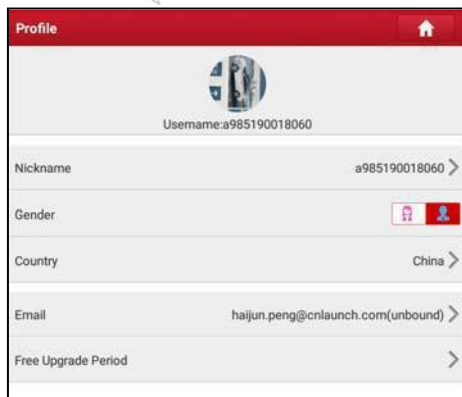 Profile
Username:a985190018060
Nickname a985190018060
Gender
Country China
Email haijun.peng@cnlaunch.com(unbound)
Free Upgrade Period